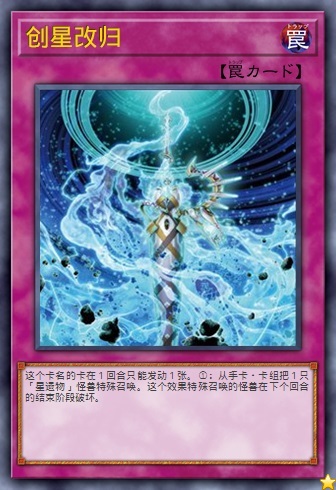 创星改归
トラップ
罠
【罠カード】
这个卡名的卡在1回合只能发动1张。①：从手卡·卡组把1只
「星遗物」怪兽特殊召唤。这个效果特殊召唤的怪兽在下个回合
的结束阶段破坏。